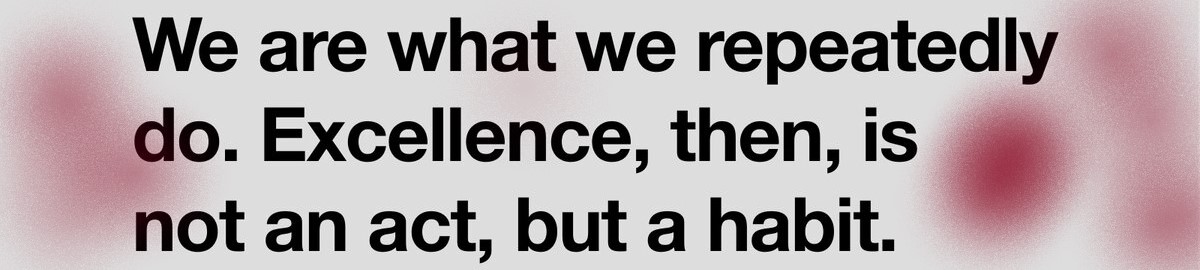 We are what we repeatedly
do. Excellence, then, is
not an act, but a habit.